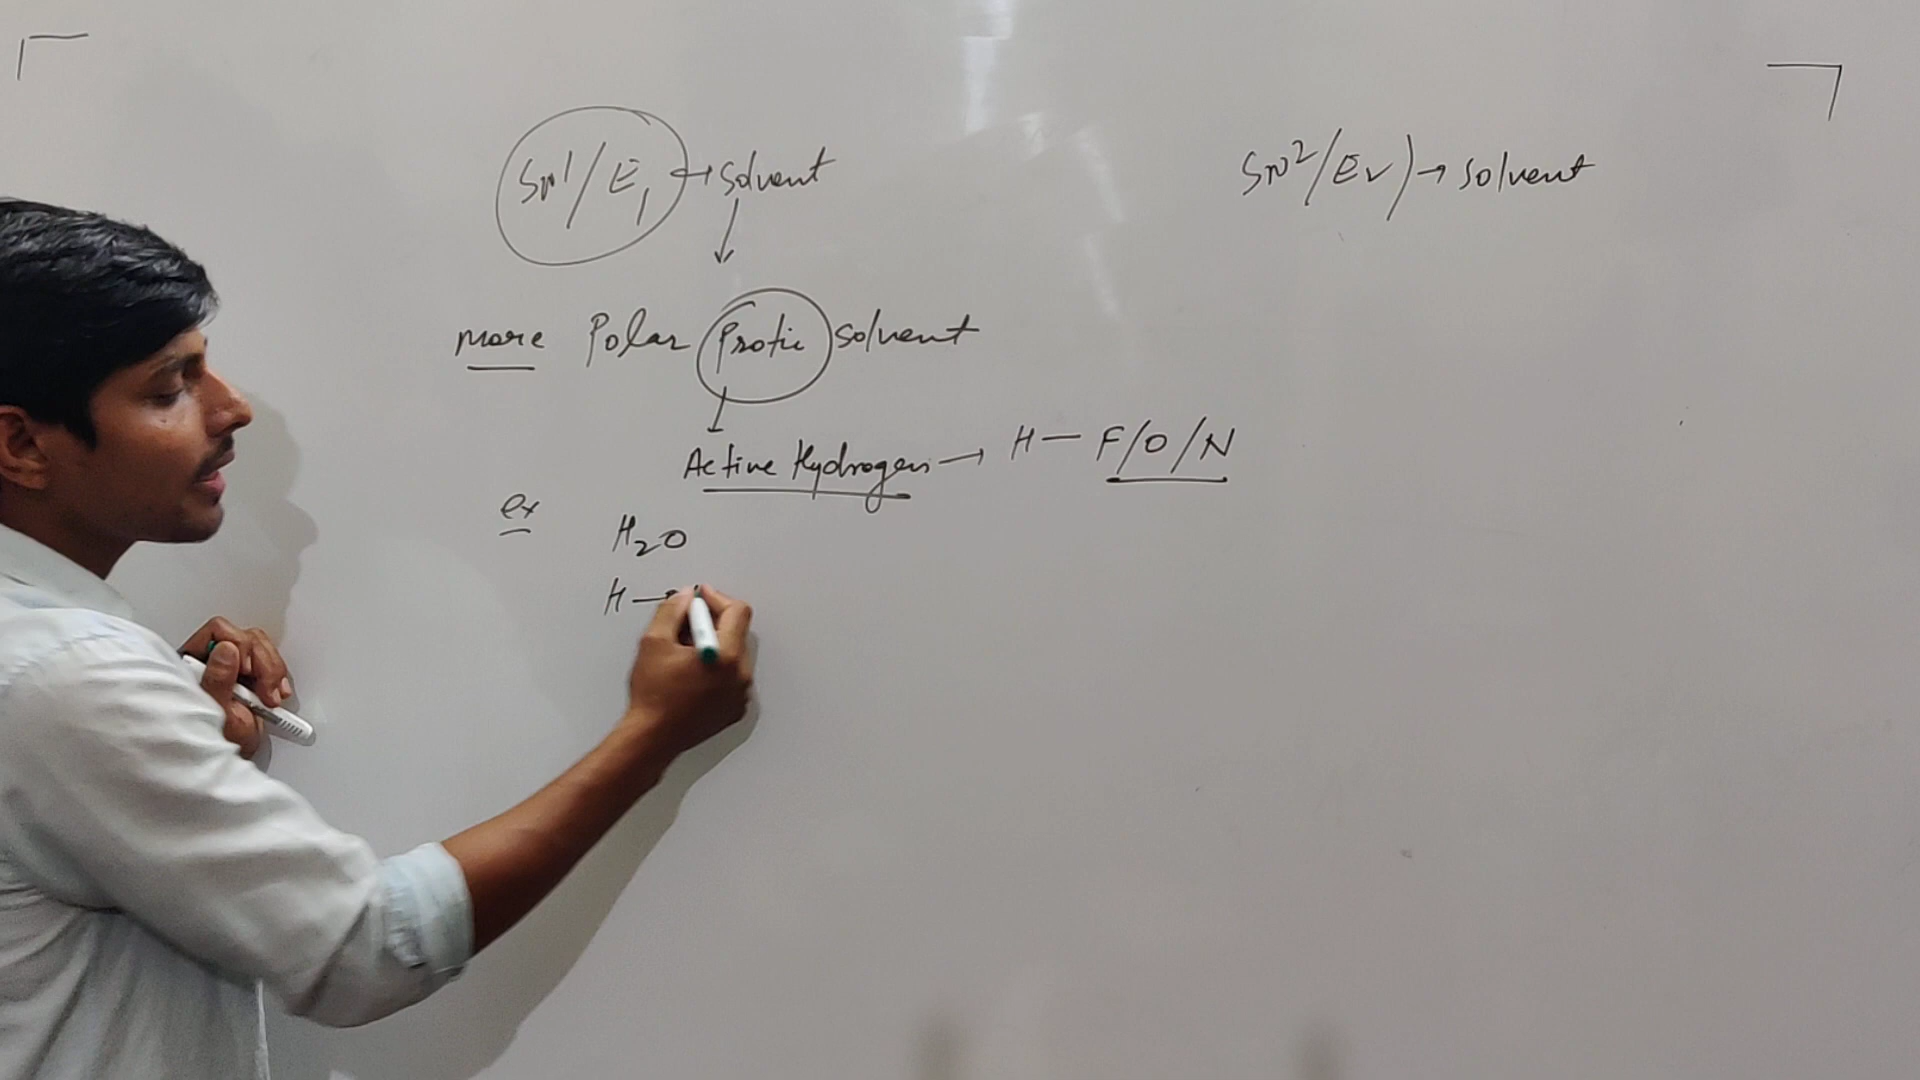 SN1/E1 → solvent
SN2/E2) → solvent
more Polar Protic solvent
Active Hydrogen → H—F/O/N
ex
H2O
H—